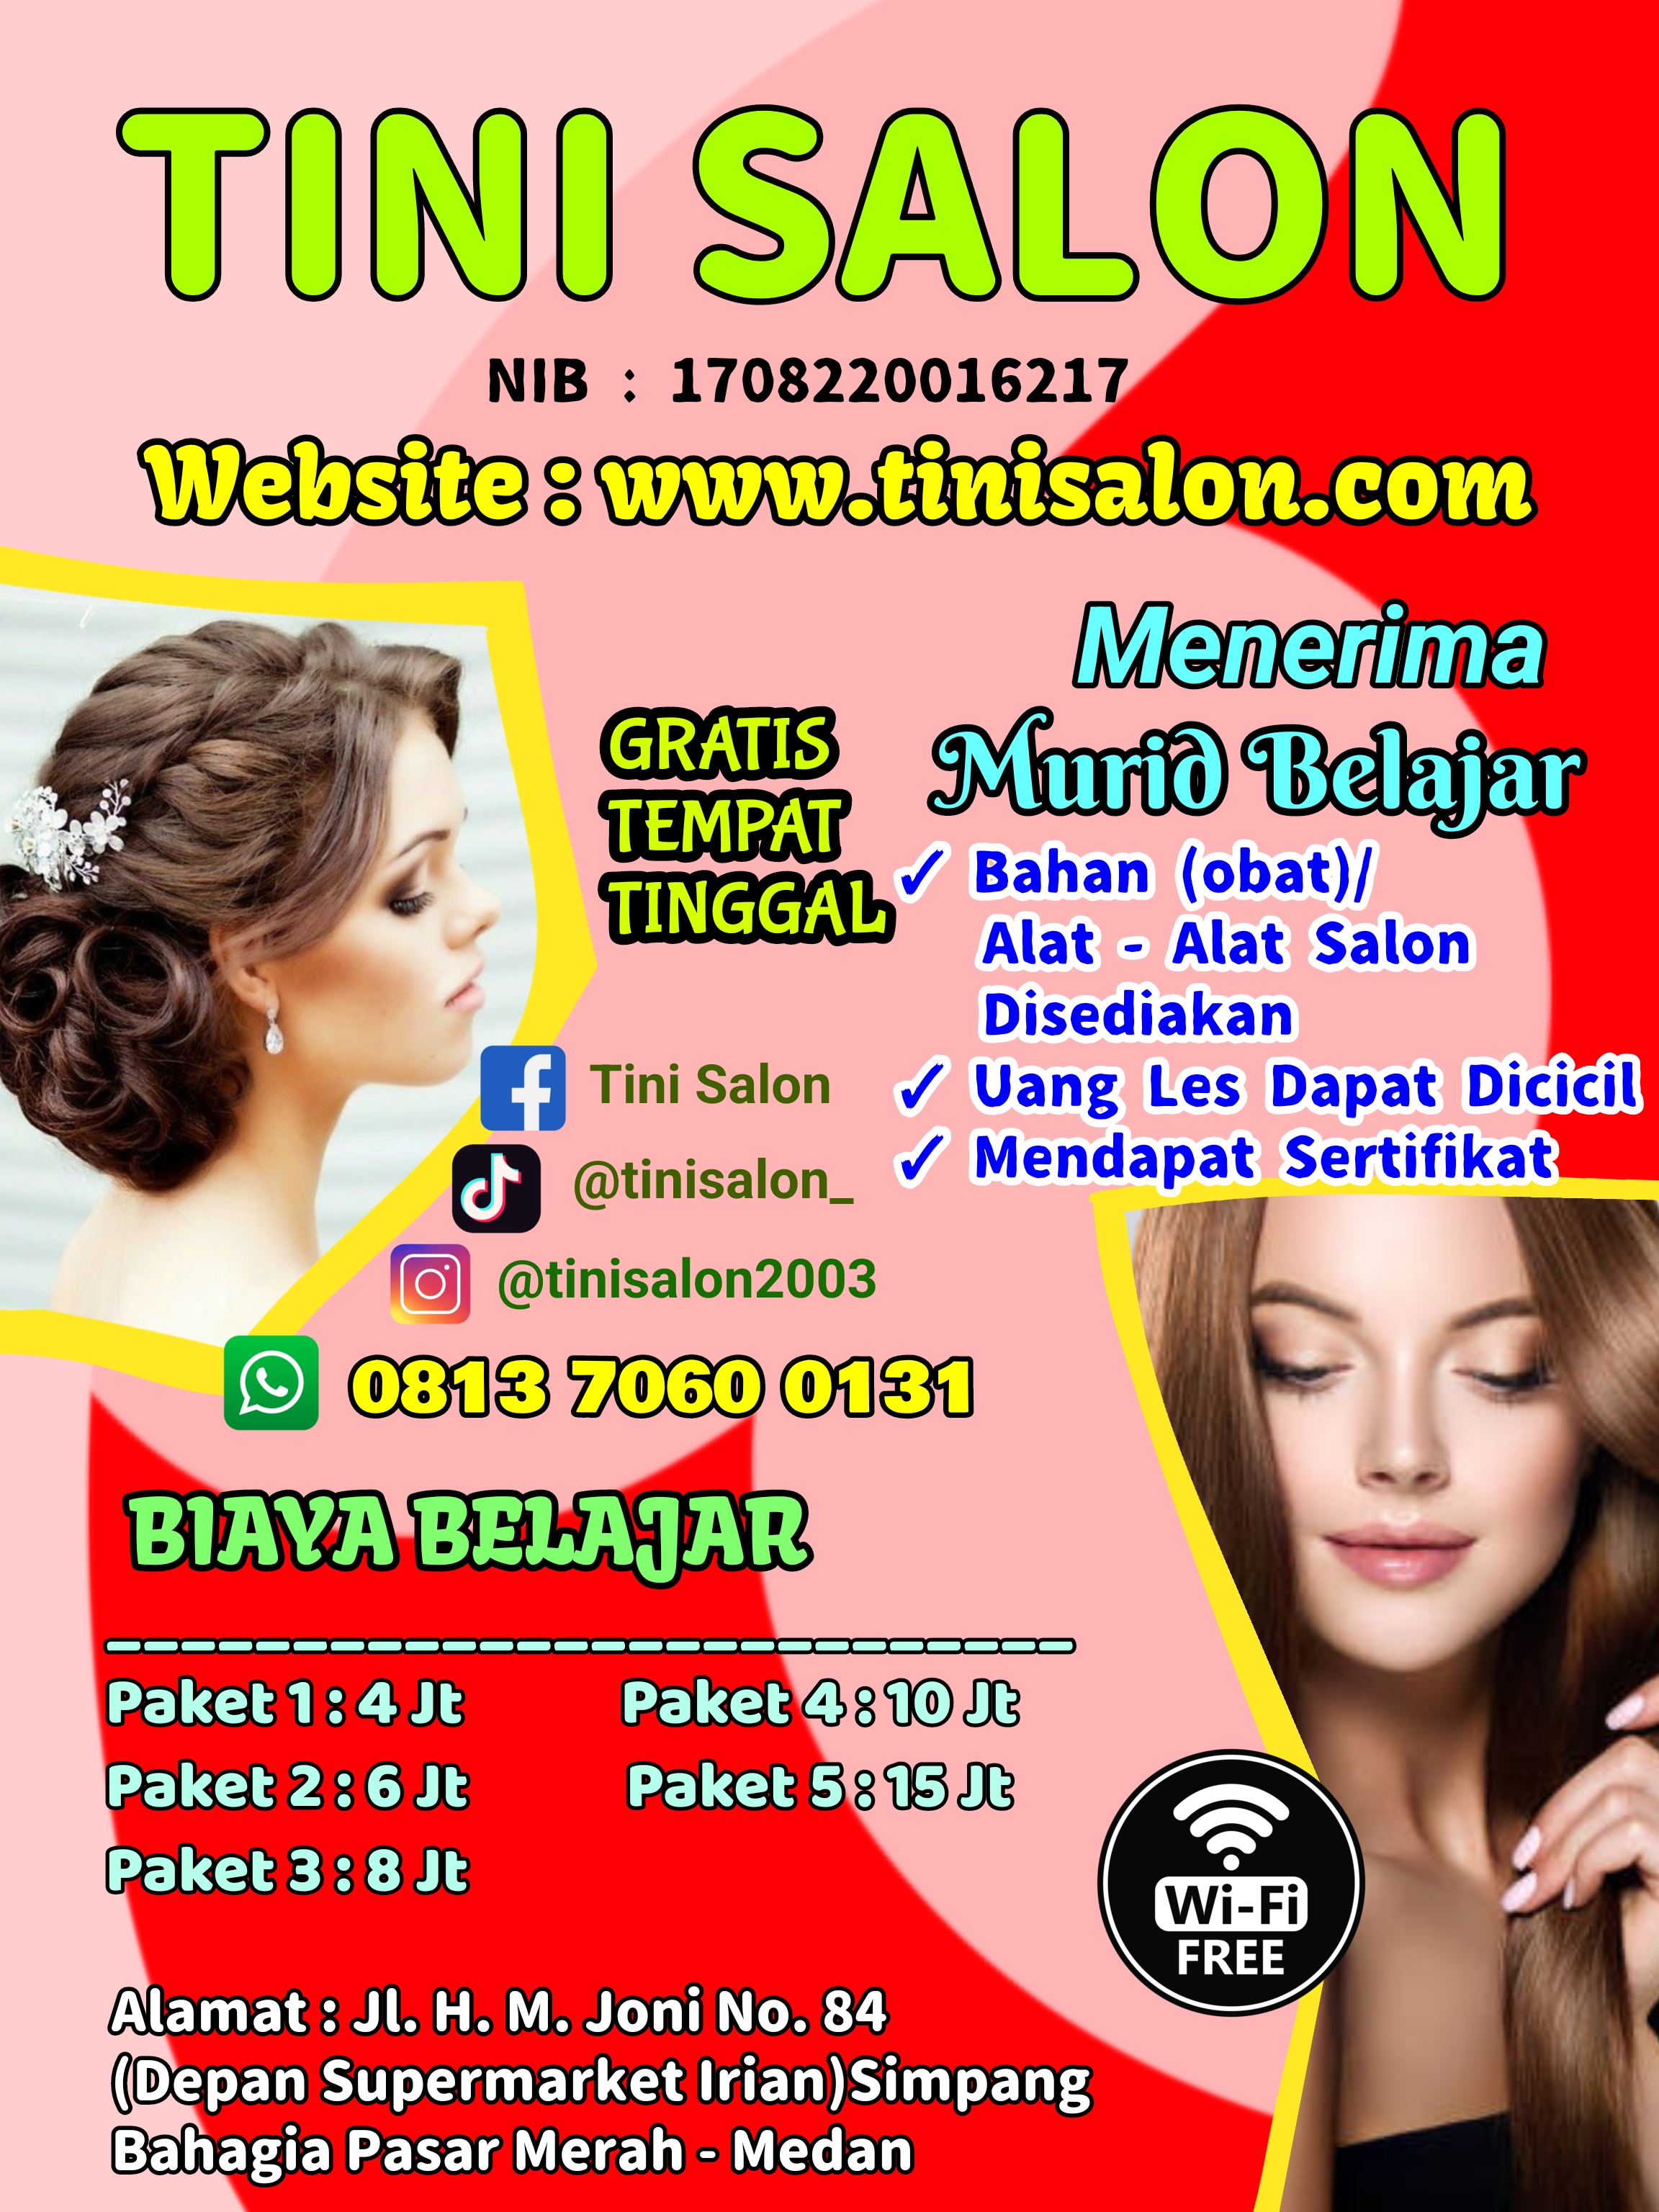 TINI SALON
NIB : 1708220016217
Website : www.tinisalon.com
Menerima
Murid Belajar
GRATIS
TEMPAT
TINGGAL
✓ Bahan (obat)/
Alat - Alat Salon
Disediakan
✓ Uang Les Dapat Dicicil
✓ Mendapat Sertifikat
Tini Salon
@tinisalon_
@tinisalon2003
0813 7060 0131
BIAYA BELAJAR
--------------------------
Paket 1 : 4 Jt
Paket 2 : 6 Jt
Paket 3 : 8 Jt
Paket 4 : 10 Jt
Paket 5 : 15 Jt
Wi-Fi
FREE
Alamat : Jl. H. M. Joni No. 84
(Depan Supermarket Irian)Simpang
Bahagia Pasar Merah - Medan